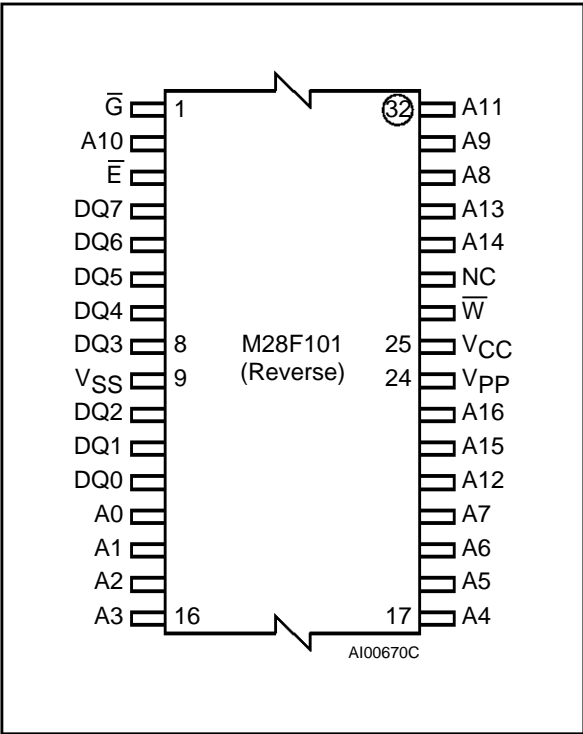 G̅ 1 32 A11
A10 A9
E̅ A8
DQ7 A13
DQ6 A14
DQ5 NC
DQ4 W̅
DQ3 8 M28F101 25 VCC
VSS 9 (Reverse) 24 VPP
DQ2 A16
DQ1 A15
DQ0 A12
A0 A7
A1 A6
A2 A5
A3 16 17 A4
AI00670C